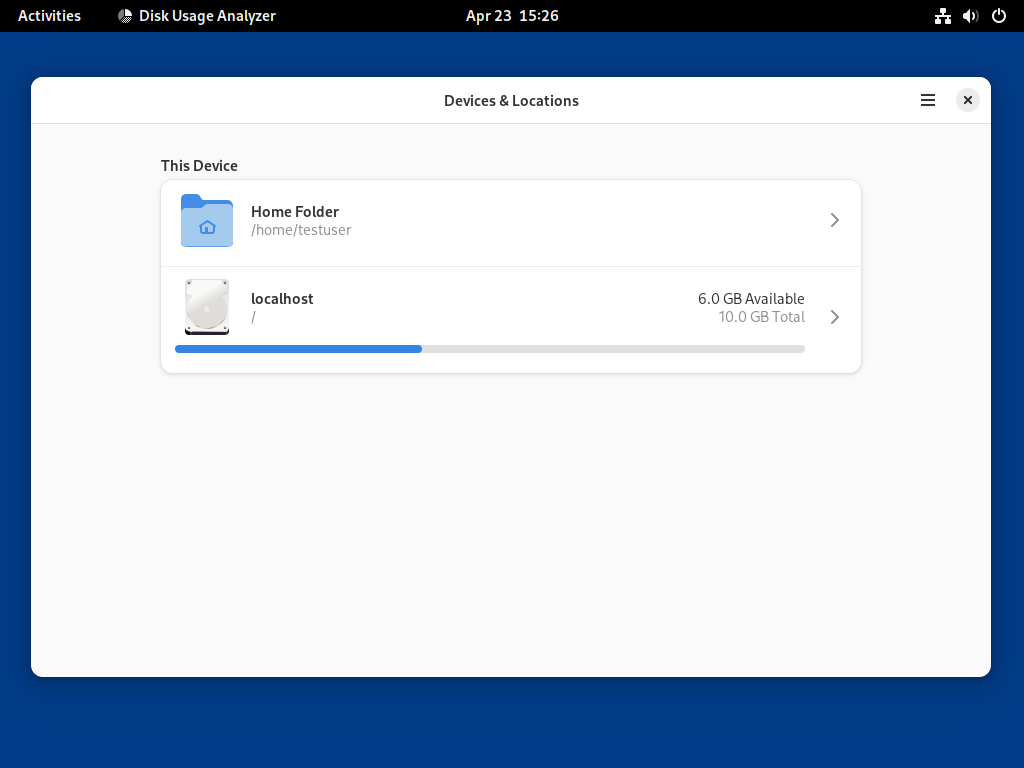 Activities
Disk Usage Analyzer
Apr 23 15:26
Devices & Locations
This Device
Home Folder
/home/testuser
localhost
6.0 GB Available
/
10.0 GB Total